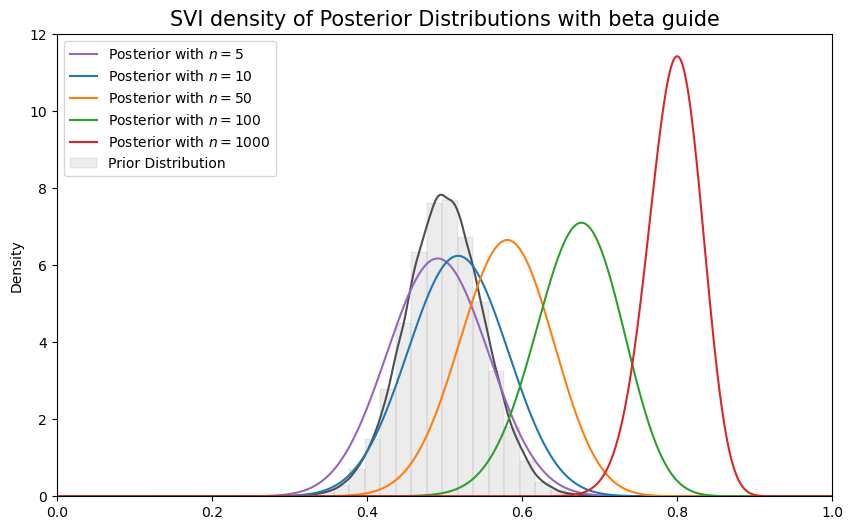 SVI density of Posterior Distributions with beta guide
12
10
8
6
4
2
0
Density
Posterior with n = 5
Posterior with n = 10
Posterior with n = 50
Posterior with n = 100
Posterior with n = 1000
Prior Distribution
0.0 0.2 0.4 0.6 0.8 1.0